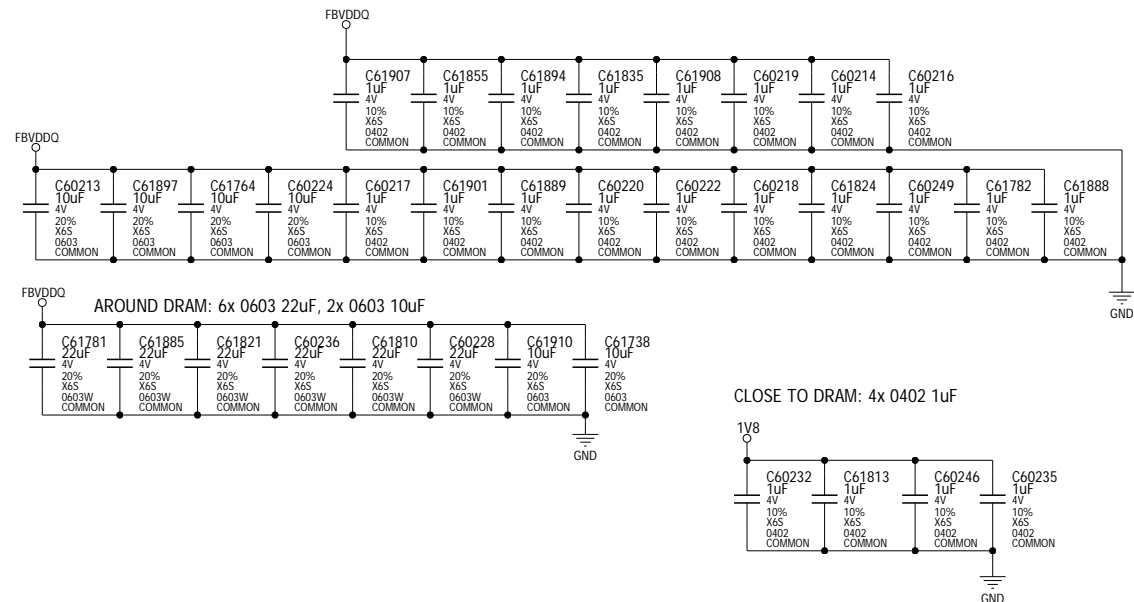 FBVDDQ
C61907 C61855 C61894 C61835 C61908 C60219 C60214 C60216
1uF 1uF 1uF 1uF 1uF 1uF 1uF 1uF
4V 4V 4V 4V 4V 4V 4V 4V
10% 10% 10% 10% 10% 10% 10% 10%
X6S X6S X6S X6S X6S X6S X6S X6S
0402 0402 0402 0402 0402 0402 0402 0402
COMMON COMMON COMMON COMMON COMMON COMMON COMMON COMMON
FBVDDQ
C60213 C61897 C61764 C60224 C60217 C61901 C61889 C60220 C60222 C60218 C61824 C60249 C61782 C61888
10uF 10uF 10uF 10uF 1uF 1uF 1uF 1uF 1uF 1uF 1uF 1uF 1uF 1uF
4V 4V 4V 4V 4V 4V 4V 4V 4V 4V 4V 4V 4V 4V
20% 20% 20% 20% 10% 10% 10% 10% 10% 10% 10% 10% 10% 10%
X6S X6S X6S X6S X6S X6S X6S X6S X6S X6S X6S X6S X6S X6S
0603 0603 0603 0603 0402 0402 0402 0402 0402 0402 0402 0402 0402 0402
COMMON COMMON COMMON COMMON COMMON COMMON COMMON COMMON COMMON COMMON COMMON COMMON COMMON COMMON
GND
FBVDDQ
AROUND DRAM: 6x 0603 22uF, 2x 0603 10uF
C61781 C61885 C61821 C60236 C61810 C60228 C61910 C61738
22uF 22uF 22uF 22uF 22uF 22uF 10uF 10uF
4V 4V 4V 4V 4V 4V 4V 4V
20% 20% 20% 20% 20% 20% 20% 20%
X6S X6S X6S X6S X6S X6S X6S X6S
0603W 0603W 0603W 0603W 0603W 0603W 0603 0603
COMMON COMMON COMMON COMMON COMMON COMMON COMMON COMMON
GND
CLOSE TO DRAM: 4x 0402 1uF
1V8
C60232 C61813 C60246 C60235
1uF 1uF 1uF 1uF
4V 4V 4V 4V
10% 10% 10% 10%
X6S X6S X6S X6S
0402 0402 0402 0402
COMMON COMMON COMMON COMMON
GND